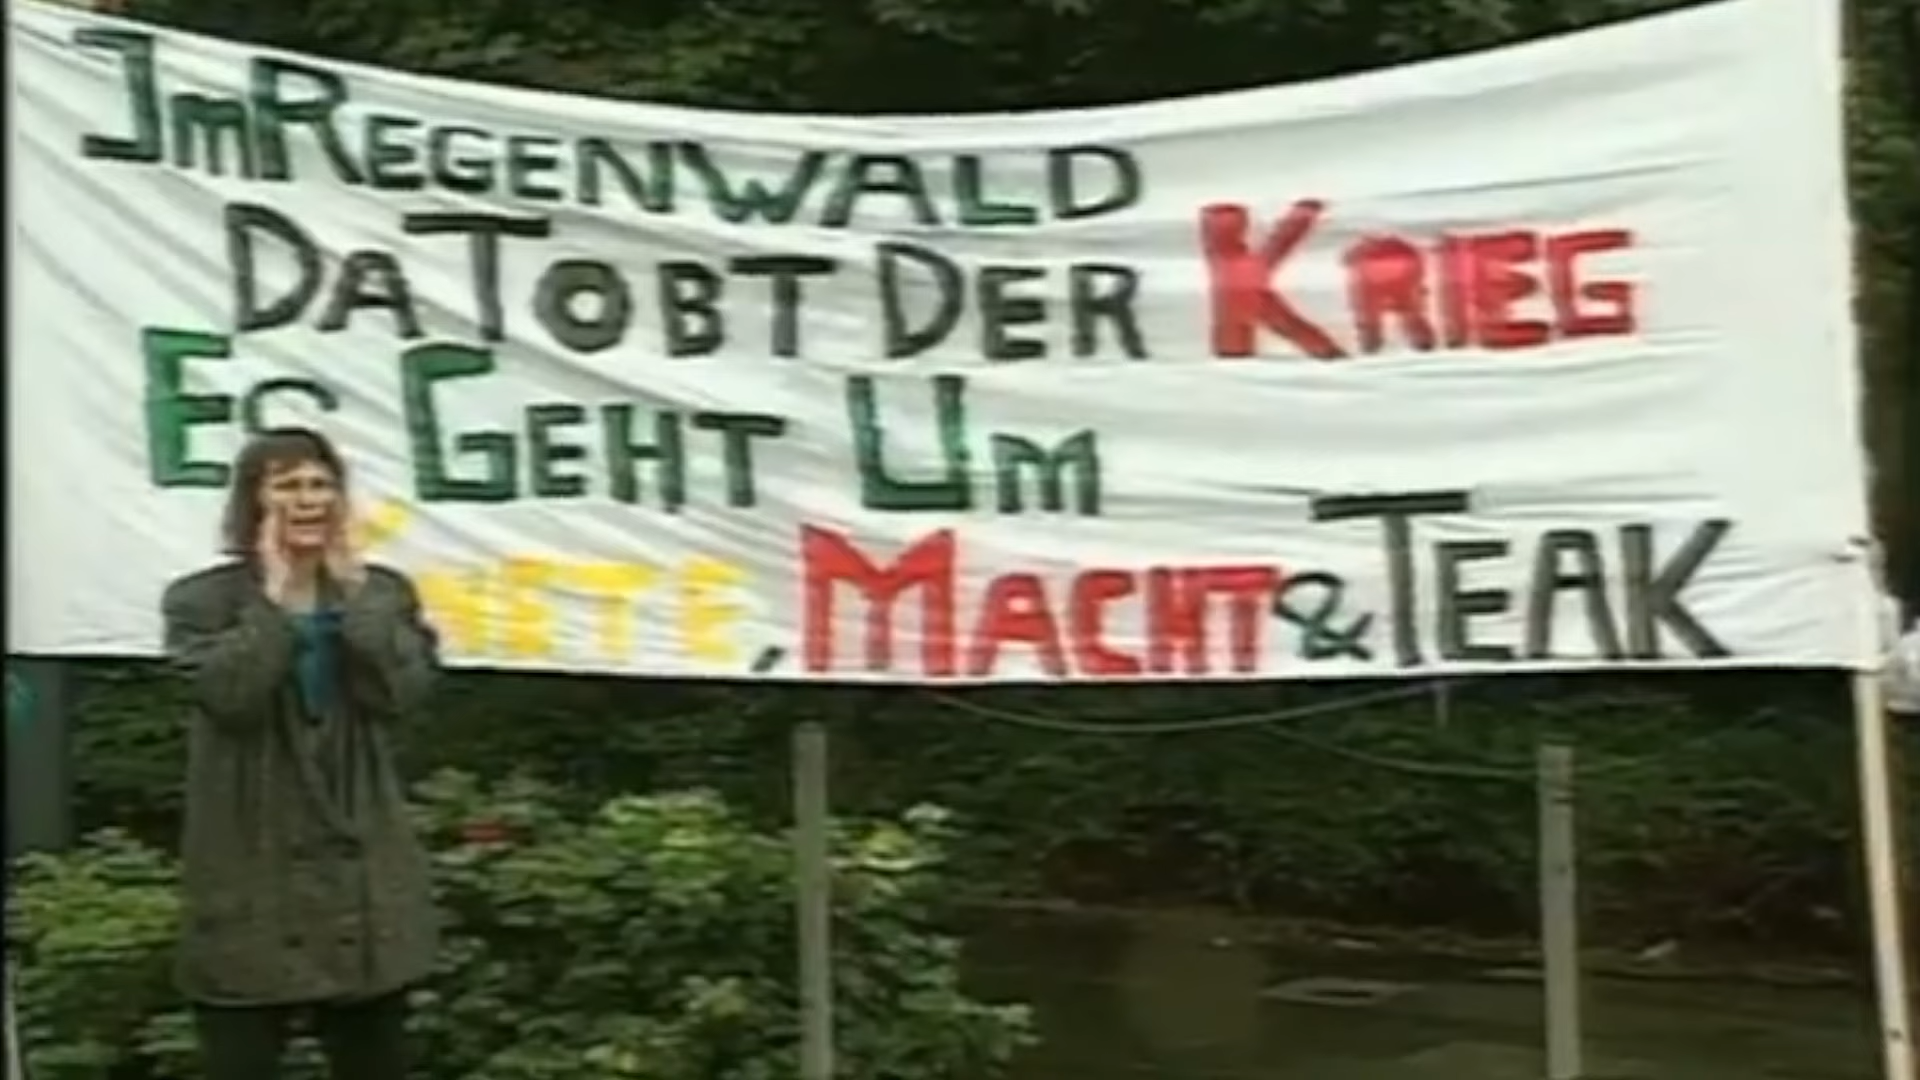 Im REGENWALD
DA TOBT DER KRIEG
Es GEHT Um
MACHT & TEAK